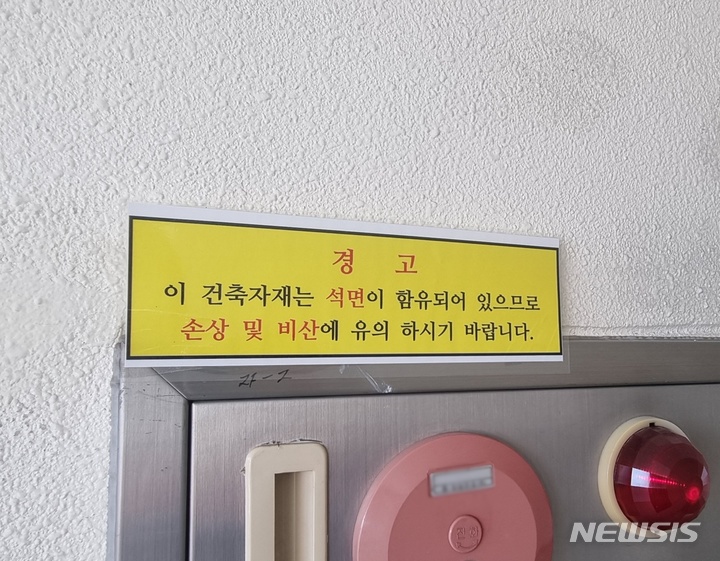 경 고
이 건축자재는 석면이 함유되어 있으므로
손상 및 비산에 유의 하시기 바랍니다.
NEWSIS